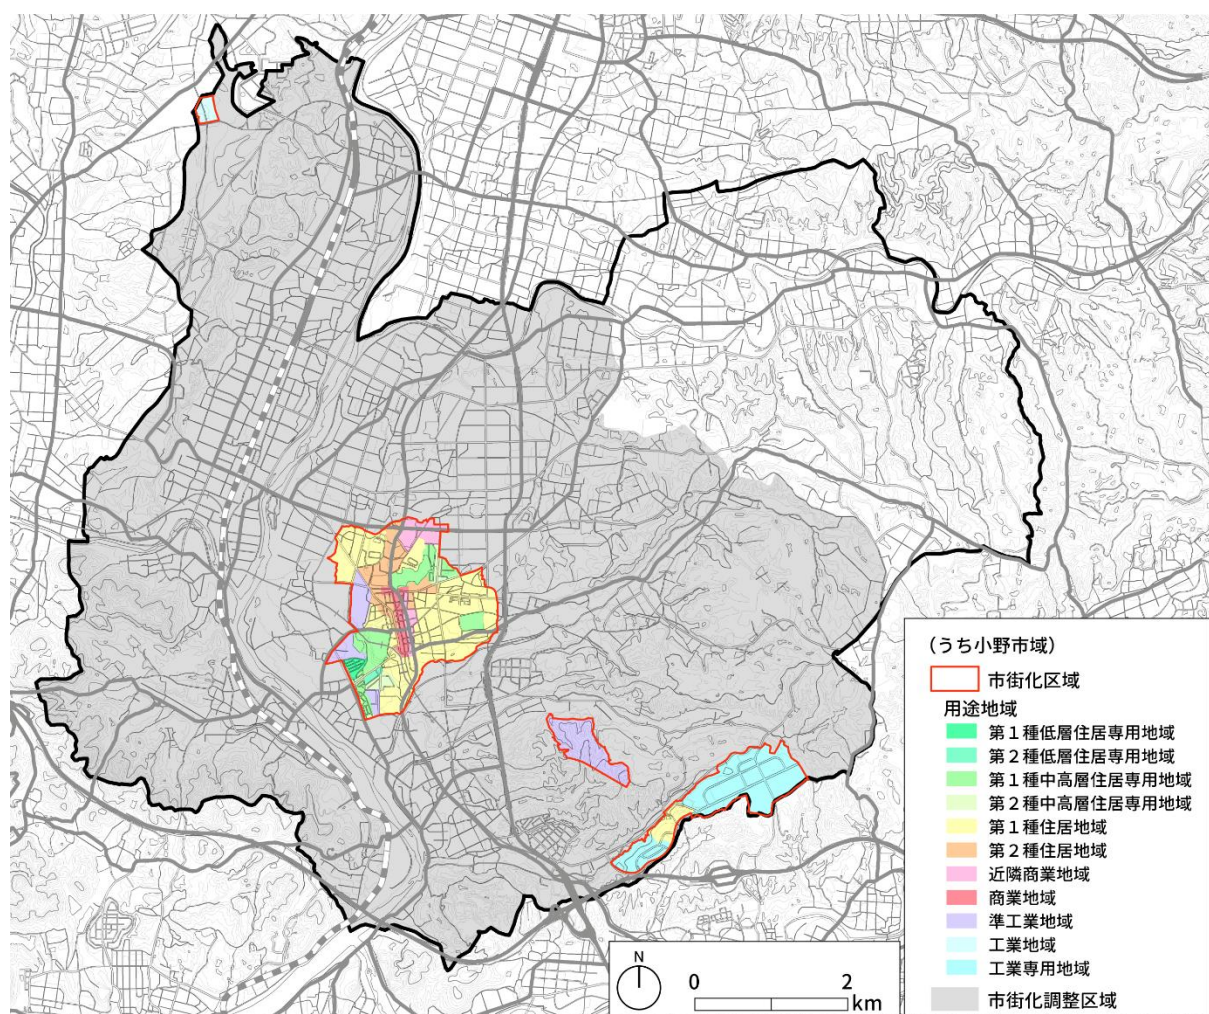 （うち小野市域）
市街化区域
用途地域
第１種低層住居専用地域
第２種低層住居専用地域
第１種中高層住居専用地域
第２種中高層住居専用地域
第１種住居地域
第２種住居地域
近隣商業地域
商業地域
準工業地域
工業地域
工業専用地域
市街化調整区域
N
0 2
km